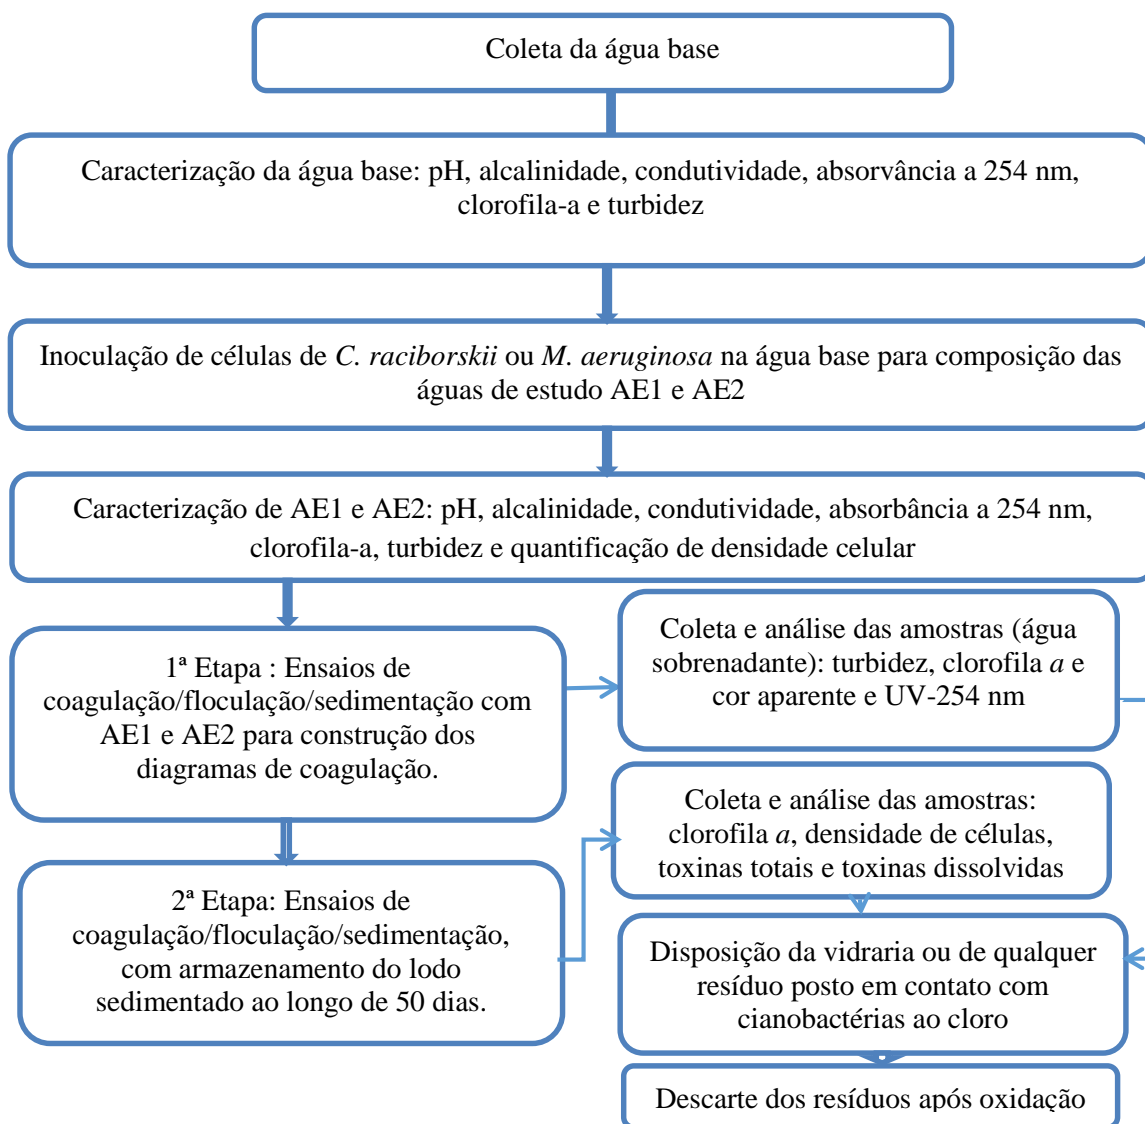 Coleta da água base
Caracterização da água base: pH, alcalinidade, condutividade, absorvância a 254 nm,
clorofila-a e turbidez
Inoculação de células de C. raciborskii ou M. aeruginosa na água base para composição das
águas de estudo AE1 e AE2
Caracterização de AE1 e AE2: pH, alcalinidade, condutividade, absorbância a 254 nm,
clorofila-a, turbidez e quantificação de densidade celular
1ª Etapa : Ensaios de
coagulação/floculação/sedimentação com
AE1 e AE2 para construção dos
diagramas de coagulação.
Coleta e análise das amostras (água
sobrenadante): turbidez, clorofila a e
cor aparente e UV-254 nm
2ª Etapa: Ensaios de
coagulação/floculação/sedimentação,
com armazenamento do lodo
sedimentado ao longo de 50 dias.
Coleta e análise das amostras:
clorofila a, densidade de células,
toxinas totais e toxinas dissolvidas
Disposição da vidraria ou de qualquer
resíduo posto em contato com
cianobactérias ao cloro
Descarte dos resíduos após oxidação